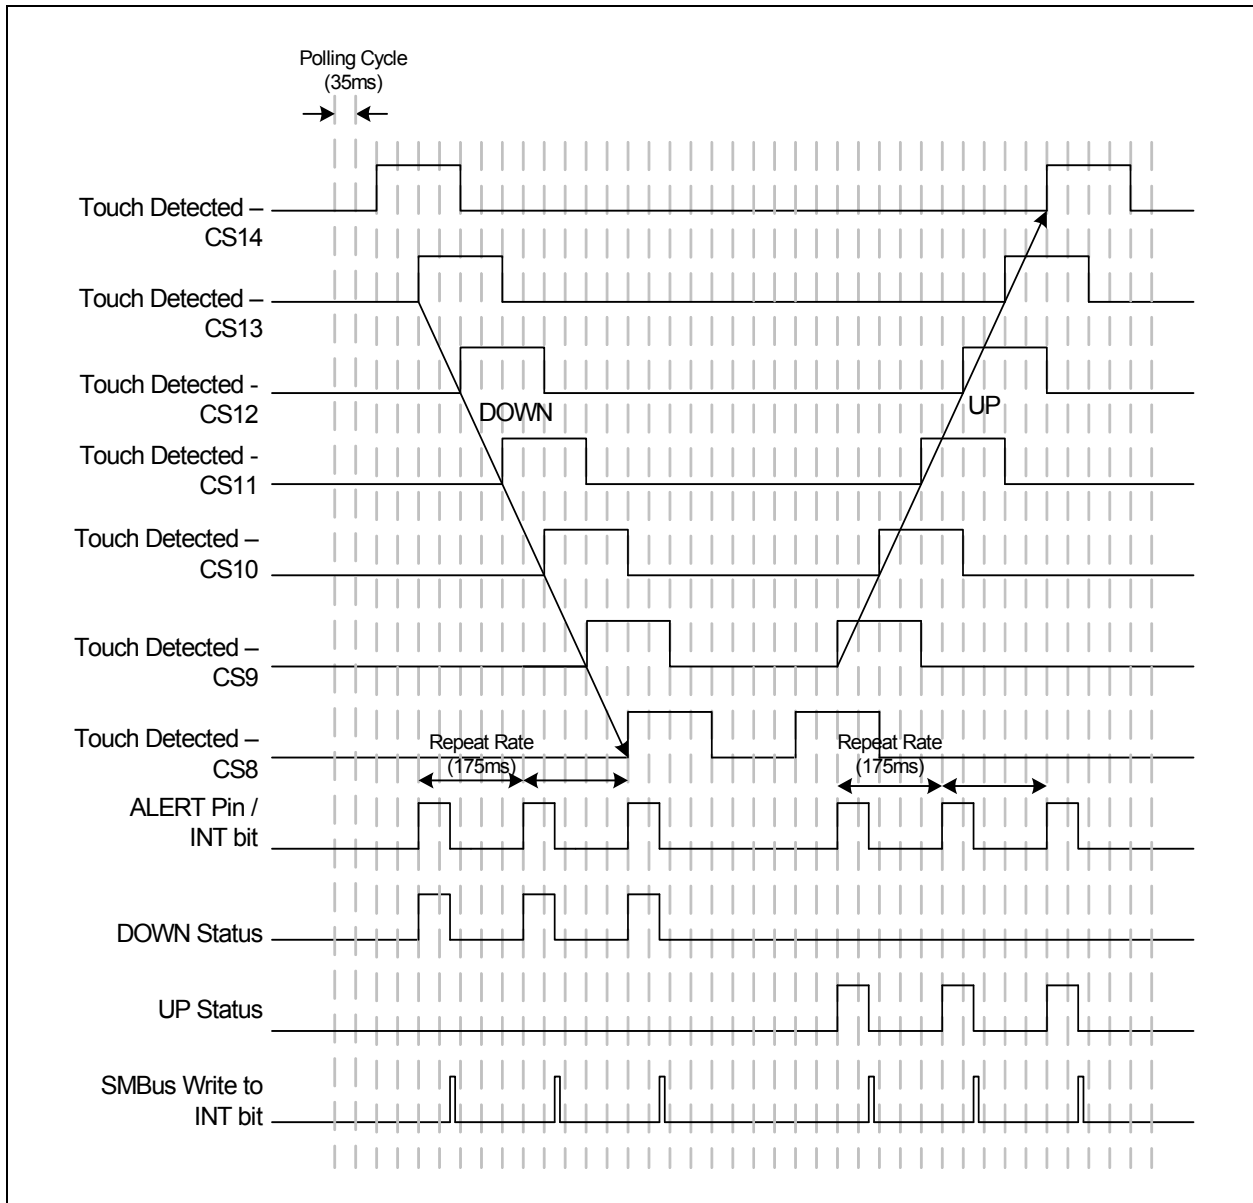 Polling Cycle
(35ms)
Touch Detected –
CS14
Touch Detected –
CS13
Touch Detected -
CS12
DOWN
UP
Touch Detected -
CS11
Touch Detected –
CS10
Touch Detected –
CS9
Touch Detected –
CS8
Repeat Rate
(175ms)
Repeat Rate
(175ms)
ALERT Pin /
INT bit
DOWN Status
UP Status
SMBus Write to
INT bit